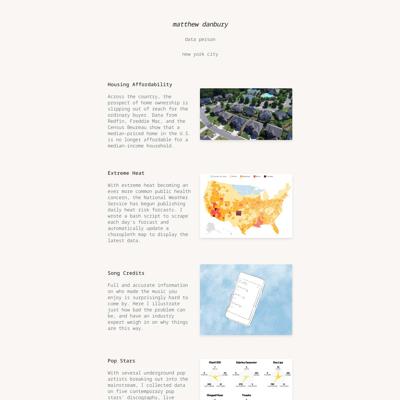 matthew danbury
Data person
new york city
Housing Affordability
Across the country, the
prospect of home ownership is
slipping out of reach for the
ordinary buyer. Data from
Redfin, Freddie Mac, and the
Census Beureau show that a
median-priced home in the U.S.
is no longer affordable for a
median-income household.
Extreme Heat
With extreme heat becoming an
ever more common public health
concern, the National Weather
Service has begun publishing
daily heat risk forcasts. I
wrote a bash script to scrape
each day's forcast and
automatically update a
choropleth map to display the
latest data.
Song Credits
Full and accurate information
on who made the music you
enjoy is surprisingly hard to
come by. Here I illustrate
just how bad the problem can
be, and have an industry
expert weigh in on why things
are this way.
Pop Stars
With several underground pop
artists breaking out into the
mainstream, I collected data
on five contemporary pop
stars' discography, live